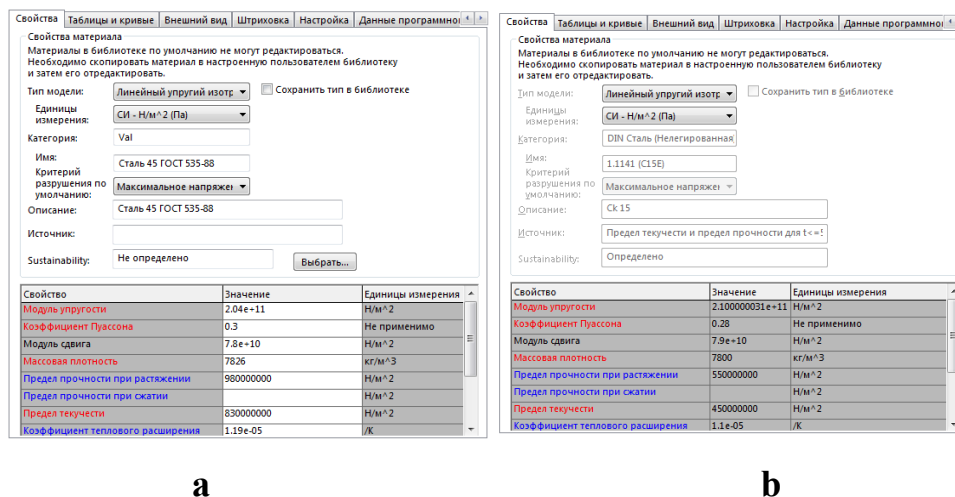 Свойства Таблицы и кривые Внешний вид Штриховка Настройка Данные программно
Свойства материала
Материалы в библиотеке по умолчанию не могут редактироваться.
Необходимо скопировать материал в настроенную пользователем библиотеку
и затем его отредактировать.
Тип модели: Линейный упругий изотр Сохранить тип в библиотеке
Единицы измерения: СИ - Н/м^2 (Па)
Категория: Val
Имя: Сталь 45 ГОСТ 535-88
Критерий разрушения по умолчанию: Максимальное напряже
Описание: Сталь 45 ГОСТ 535-88
Источник:
Sustainability: Не определено Выбрать...
Свойство Значение Единицы измерения
Модуль упругости 2.04e+11 Н/м^2
Коэффициент Пуассона 0.3 Не применимо
Модуль сдвига 7.8e+10 Н/м^2
Массовая плотность 7826 кг/м^3
Предел прочности при растяжении 980000000 Н/м^2
Предел прочности при сжатии Н/м^2
Предел текучести 830000000 Н/м^2
Коэффициент теплового расширения 1.19e-05 /K
a
Свойства Таблицы и кривые Внешний вид Штриховка Настройка Данные программно
Свойства материала
Материалы в библиотеке по умолчанию не могут редактироваться.
Необходимо скопировать материал в настроенную пользователем библиотеку
и затем его отредактировать.
Тип модели: Линейный упругий изотр Сохранить тип в библиотеке
Единицы измерения: СИ - Н/м^2 (Па)
Категория: DIN Сталь (Нелегированная)
Имя: 1.1141 (C15E)
Критерий разрушения по умолчанию: Максимальное напряже
Описание: Ck 15
Источник: Предел текучести и предел прочности для t<=
Sustainability: Определено
Свойство Значение Единицы измерения
Модуль упругости 2.100000031e+11 Н/м^2
Коэффициент Пуассона 0.28 Не применимо
Модуль сдвига 7.9e+10 Н/м^2
Массовая плотность 7800 кг/м^3
Предел прочности при растяжении 550000000 Н/м^2
Предел прочности при сжатии Н/м^2
Предел текучести 450000000 Н/м^2
Коэффициент теплового расширения 1.1e-05 /K
b